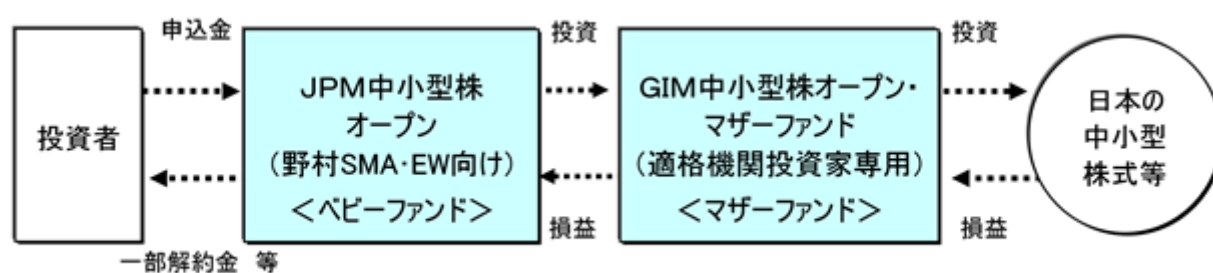 申込金
投資
投資
投資者
JPM中小型株
オープン
(野村SMA・EW向け)
<ベビーファンド>
GIM中小型株オープン・
マザーファンド
(適格機関投資家専用)
<マザーファンド>
日本の
中小型
株式等
損益
損益
一部解約金 等